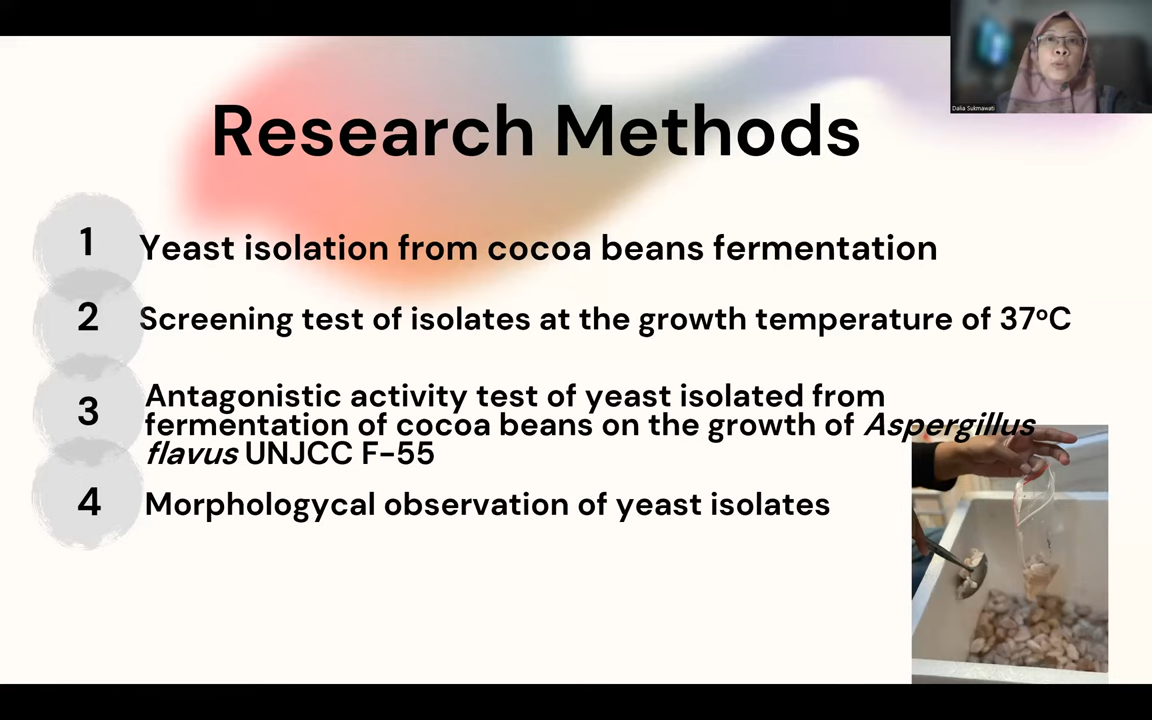 Dalia Sukmawati
Research Methods
1
Yeast isolation from cocoa beans fermentation
2
Screening test of isolates at the growth temperature of 37ºC
3
Antagonistic activity test of yeast isolated from
fermentation of cocoa beans on the growth of Aspergillus
flavus UNJCC F-55
4
Morphologycal observation of yeast isolates